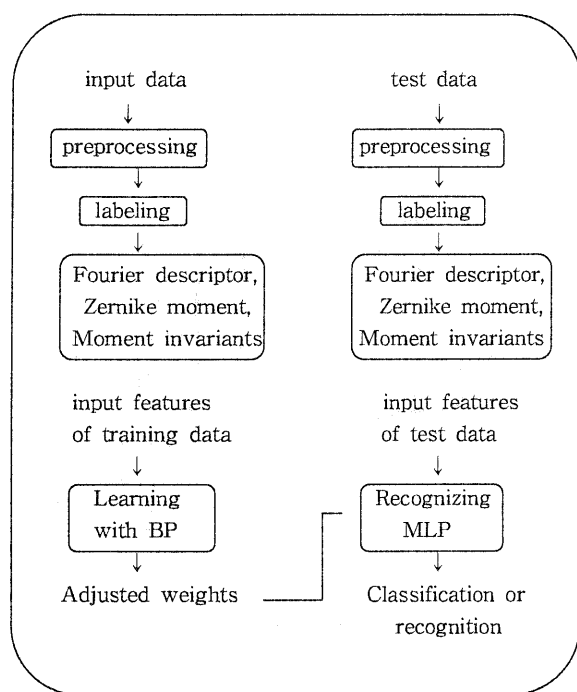 input data
preprocessing
labeling
Fourier descriptor,
Zernike moment,
Moment invariants
input features
of training data
Learning
with BP
Adjusted weights
test data
preprocessing
labeling
Fourier descriptor,
Zernike moment,
Moment invariants
input features
of test data
Recognizing
MLP
Classification or
recognition